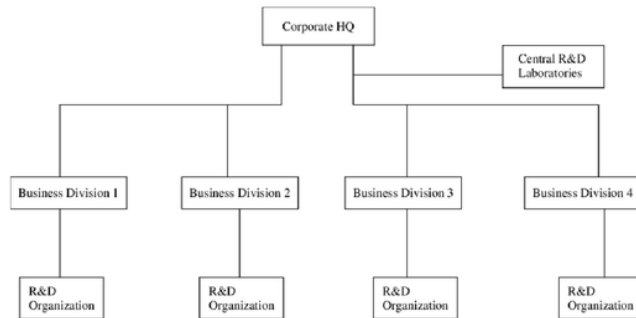 Corporate HQ
Central R&D
Laboratories
Business Division 1
Business Division 2
Business Division 3
Business Division 4
R&D
Organization
R&D
Organization
R&D
Organization
R&D
Organization